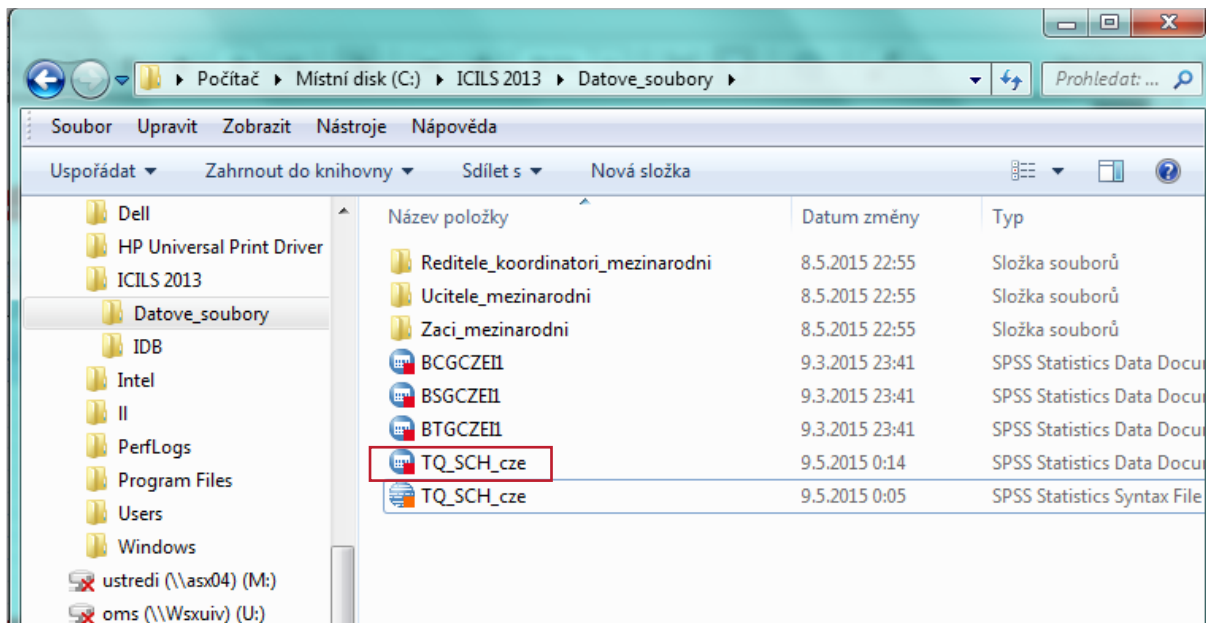 Počítač ▸ Místní disk (C:) ▸ ICILS 2013 ▸ Datove_soubory ▸
Prohledat: ...
Soubor Upravit Zobrazit Nástroje Nápověda
Uspořádat Zahrnout do knihovny Sdílet s Nová složka
Dell
HP Universal Print Driver
ICILS 2013
Datove_soubory
IDB
Intel
II
PerfLogs
Program Files
Users
Windows
ustredi (\\asx04) (M:)
oms (\\Wsxuiv) (U:)
Název položky Datum změny Typ
Reditele_koordinatori_mezinarodni 8.5.2015 22:55 Složka souborů
Ucitele_mezinarodni 8.5.2015 22:55 Složka souborů
Zaci_mezinarodni 8.5.2015 22:55 Složka souborů
BCGCZEI1 9.3.2015 23:41 SPSS Statistics Data Docu
BSGCZEI1 9.3.2015 23:41 SPSS Statistics Data Docu
BTGCZEI1 9.3.2015 23:41 SPSS Statistics Data Docu
TQ_SCH_cze 9.5.2015 0:14 SPSS Statistics Data Docu
TQ_SCH_cze 9.5.2015 0:05 SPSS Statistics Syntax File